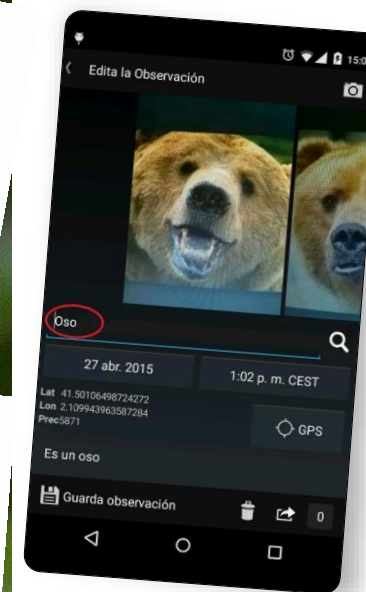 15:0
Edita la Observación
Oso
27 abr. 2015
1:02 p. m. CEST
Lat 41.50106498724272
Lon 2.109943963587284
Prec5871
GPS
Es un oso
Guarda observación
0